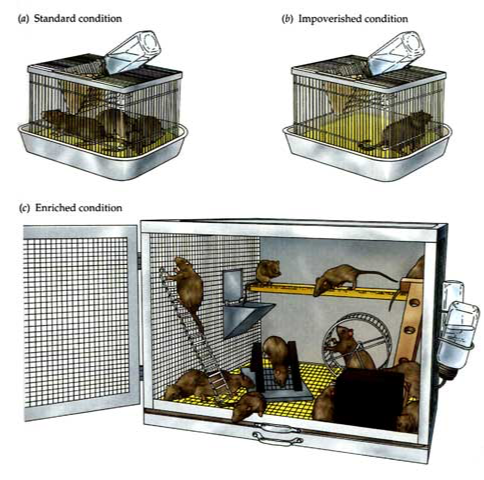 (a) Standard condition
(b) Impoverished condition
(c) Enriched condition